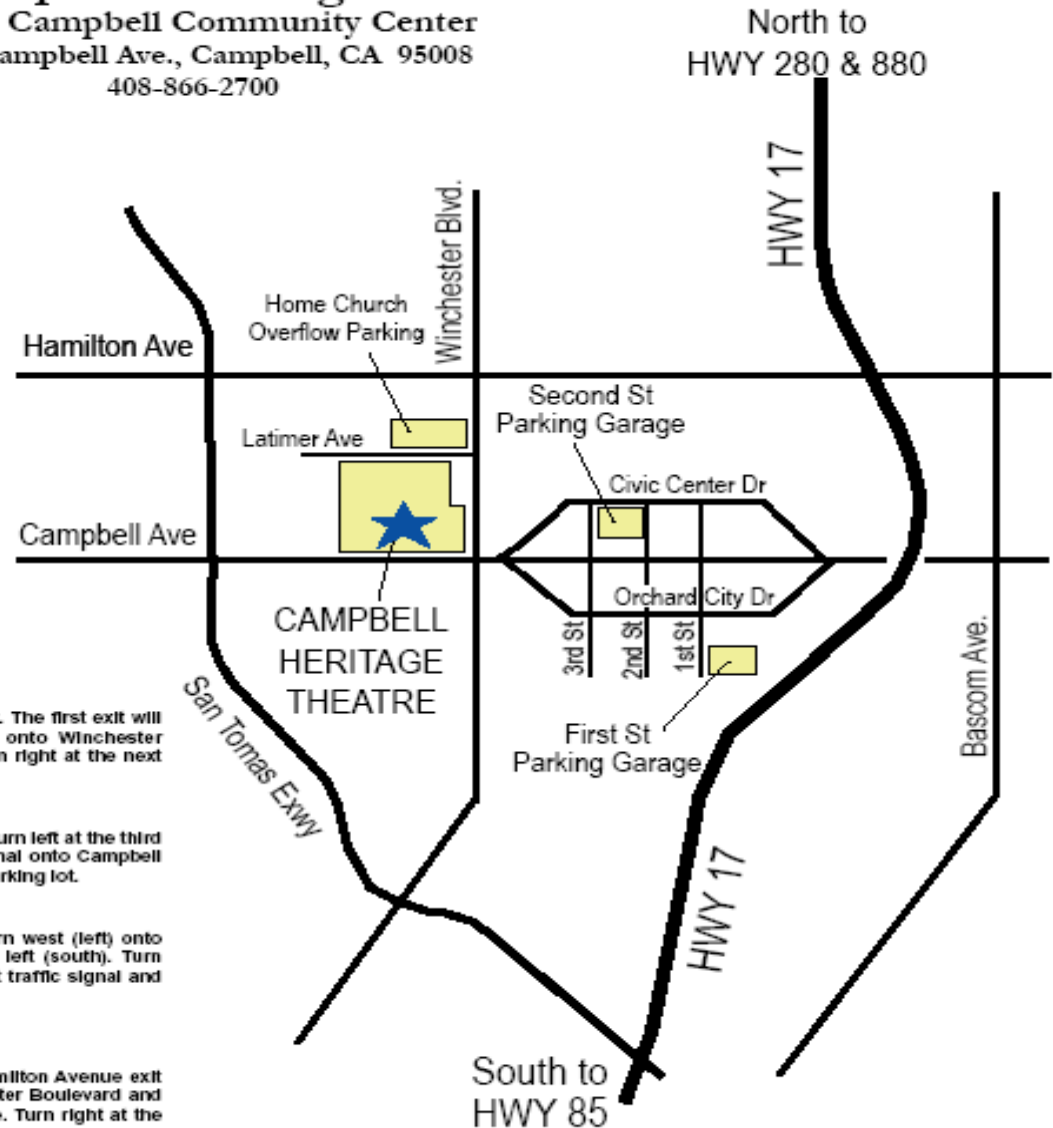 Campbell Community Center
Campbell Ave., Campbell, CA 95008
408-866-2700
North to
HWY 280 & 880
HWY 17
Winchester Blvd.
Home Church
Overflow Parking
Hamilton Ave
Second St
Parking Garage
Latimer Ave
Civic Center Dr
Campbell Ave
Orchard City Dr
CAMPBELL
HERITAGE
THEATRE
3rd St
2nd St
1st St
San Tomas Exwy
First St
Parking Garage
Bascom Ave.
HWY 17
South to
HWY 85
. The first exit will
onto Winchester
right at the next
urn left at the third
nal onto Campbell
rking lot.
rn west (left) onto
left (south). Turn
t traffic signal and
milton Avenue exit
ter Boulevard and
. Turn right at the